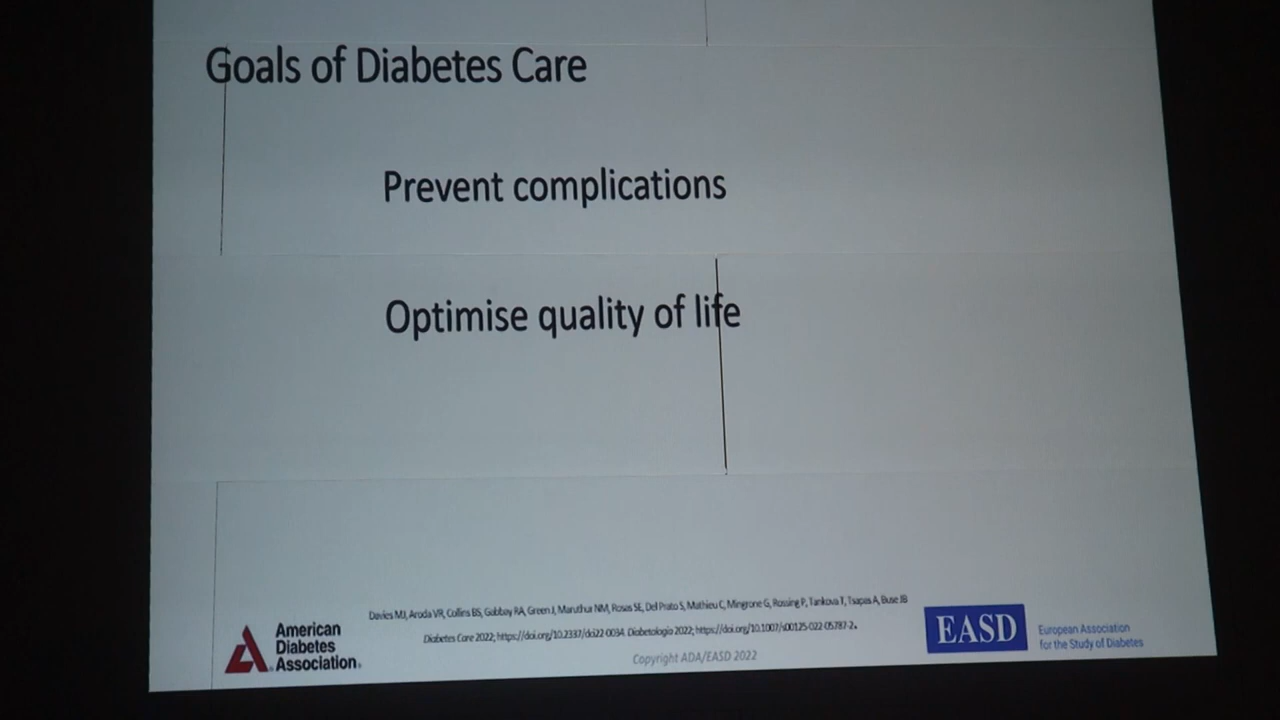 Goals of Diabetes Care
Prevent complications
Optimise quality of life
Davies MJ, Aroda VR, Collins BS, Gabbay RA, Green J, Maruthur NM, Rosas SE, Del Prato S, Mathieu C, Mingrone G, Rossing P, Tankova T, Tsapas A, Buse JB
Diabetes Care 2022; https://doi.org/10.2337/doi22-0034. Diabetologia 2022; https://doi.org/10.1007/s00125-022-05787-2.
Copyright ADA/EASD 2022
American
Diabetes
Association.
EASD
European Association
for the Study of Diabetes